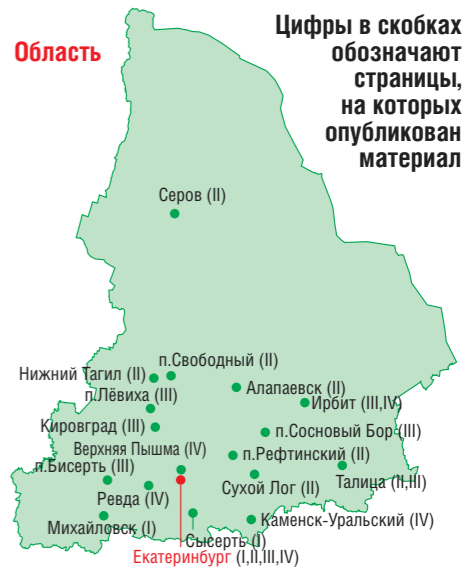 Область
Цифры в скобках
обозначают
страницы,
на которых
опубликован
материал
Серов (II)
п.Свободный (II)
Нижний Тагил (II)
Алапаевск (II)
п.Лёвиха (III)
Ирбит (III,IV)
Кировград (III)
п.Сосновый Бор (III)
Верхняя Пышма (IV)
п.Рефтинский (II)
п.Бисерть (III)
Талица (II,III)
Сухой Лог (II)
Ревда (IV)
Михайловск (I)
Каменск-Уральский (IV)
Сысерть (I)
Екатеринбург (I,II,III,IV)